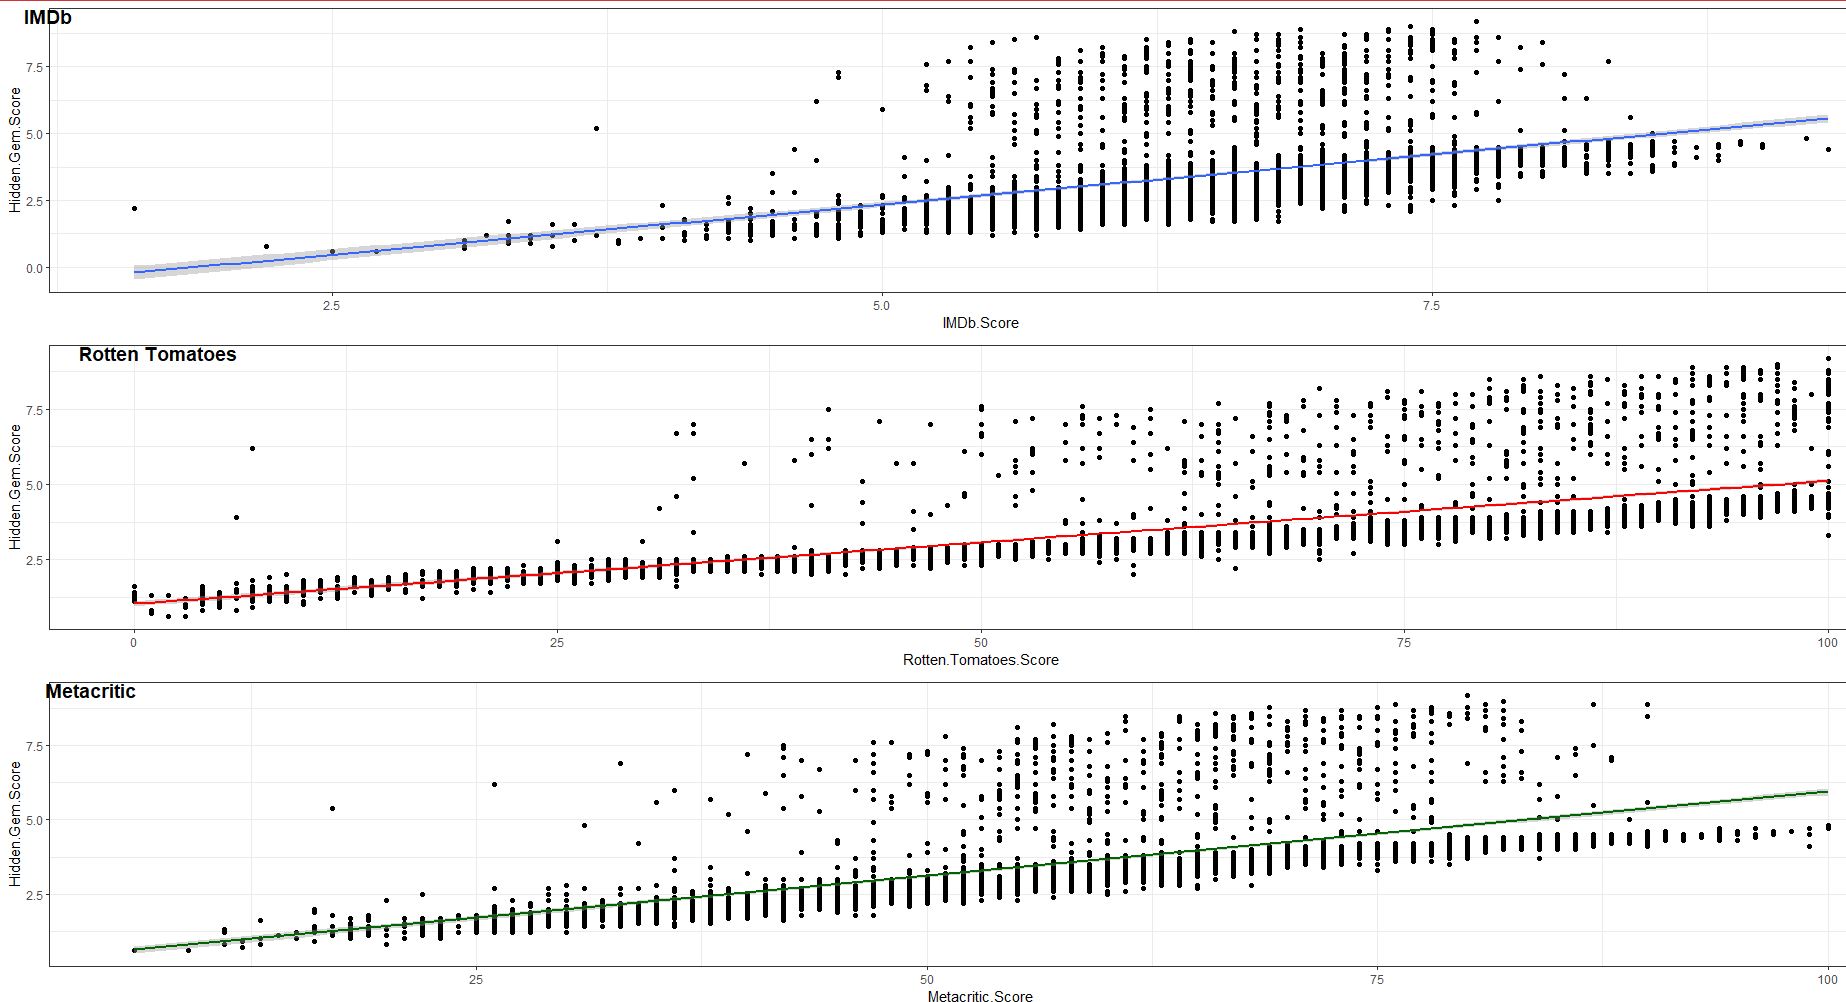 IMDb
Hidden.Gem.Score
7.5
5.0
2.5
0.0
2.5 5.0 7.5
IMDb.Score
Rotten Tomatoes
Hidden.Gem.Score
7.5
5.0
2.5
0 25 50 75 100
Rotten.Tomatoes.Score
Metacritic
Hidden.Gem.Score
7.5
5.0
2.5
25 50 75 100
Metacritic.Score